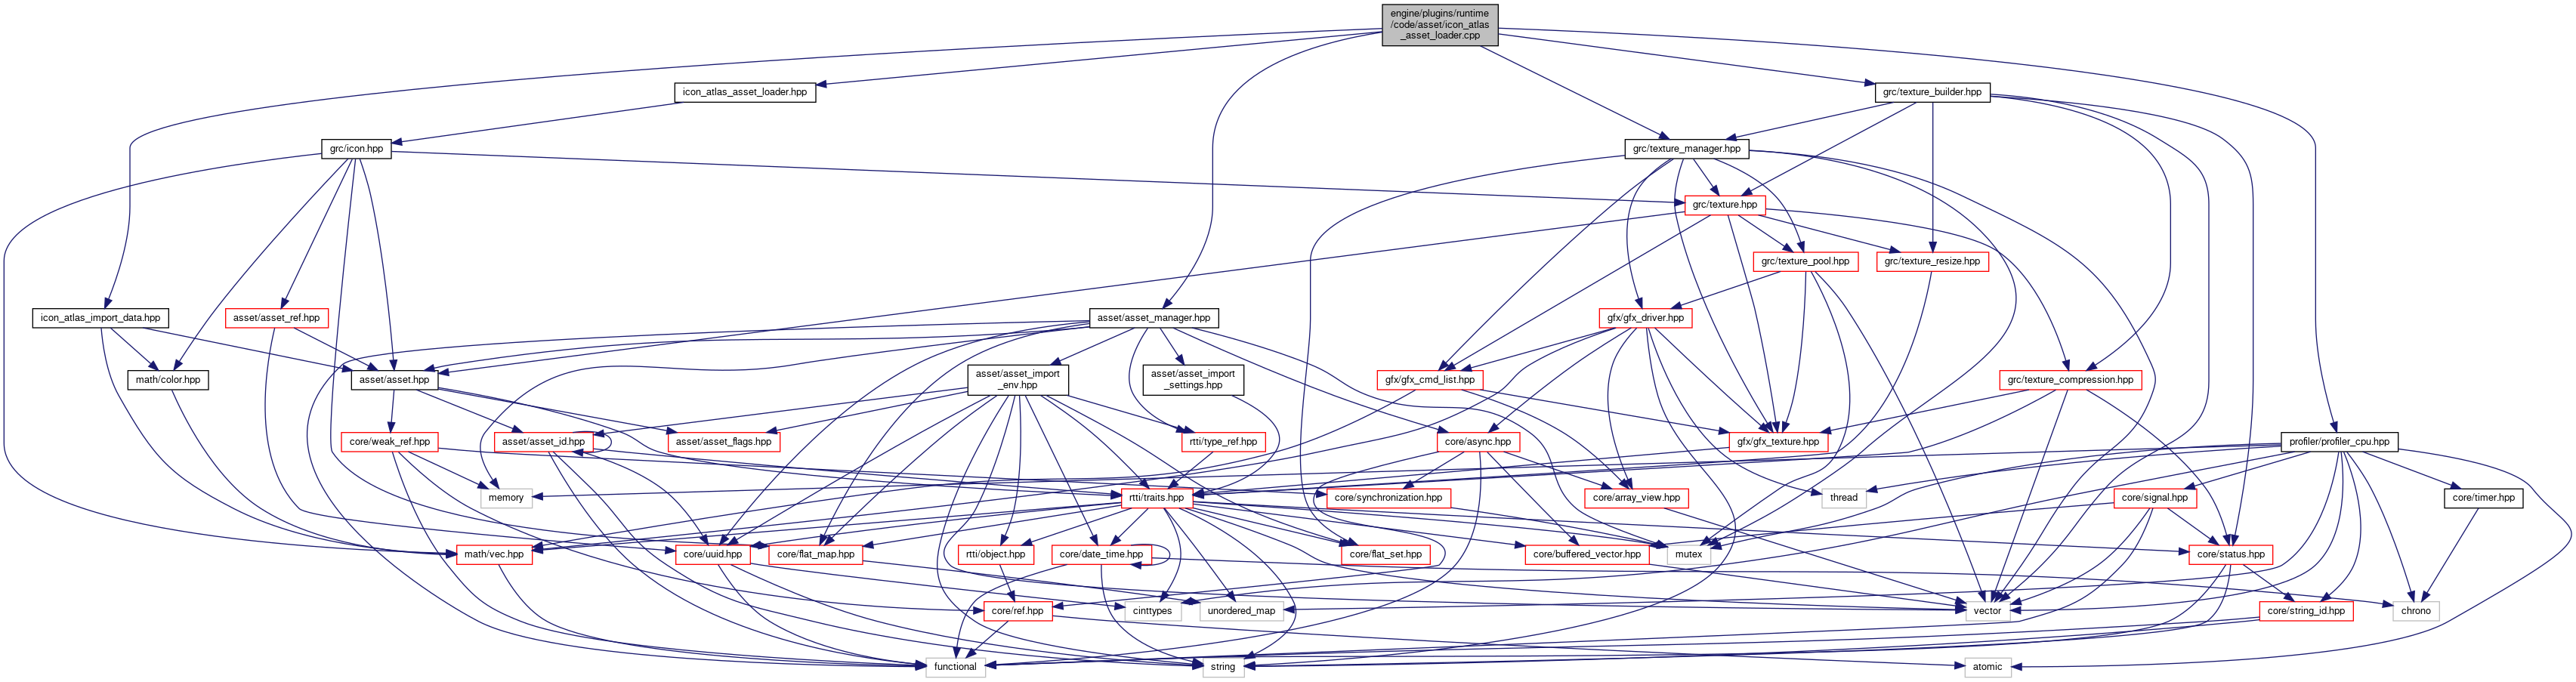 engine/plugins/runtime
/code/asset/icon_atlas
_asset_loader.cpp
icon_atlas_asset_loader.hpp
grc/texture_builder.hpp
grc/icon.hpp
grc/texture_manager.hpp
grc/texture.hpp
grc/texture_pool.hpp
grc/texture_resize.hpp
icon_atlas_import_data.hpp
asset/asset_ref.hpp
asset/asset_manager.hpp
gfx/gfx_driver.hpp
math/color.hpp
asset/asset.hpp
asset/asset_import
_env.hpp
asset/asset_import
_settings.hpp
gfx/gfx_cmd_list.hpp
grc/texture_compression.hpp
core/weak_ref.hpp
asset/asset_id.hpp
asset/asset_flags.hpp
rtti/type_ref.hpp
core/async.hpp
gfx/gfx_texture.hpp
profiler/profiler_cpu.hpp
memory
rtti/traits.hpp
core/synchronization.hpp
core/array_view.hpp
thread
core/signal.hpp
core/timer.hpp
math/vec.hpp
core/uuid.hpp
core/flat_map.hpp
rtti/object.hpp
core/date_time.hpp
core/flat_set.hpp
core/buffered_vector.hpp
mutex
core/status.hpp
core/ref.hpp
cinttypes
unordered_map
vector
core/string_id.hpp
chrono
functional
string
atomic